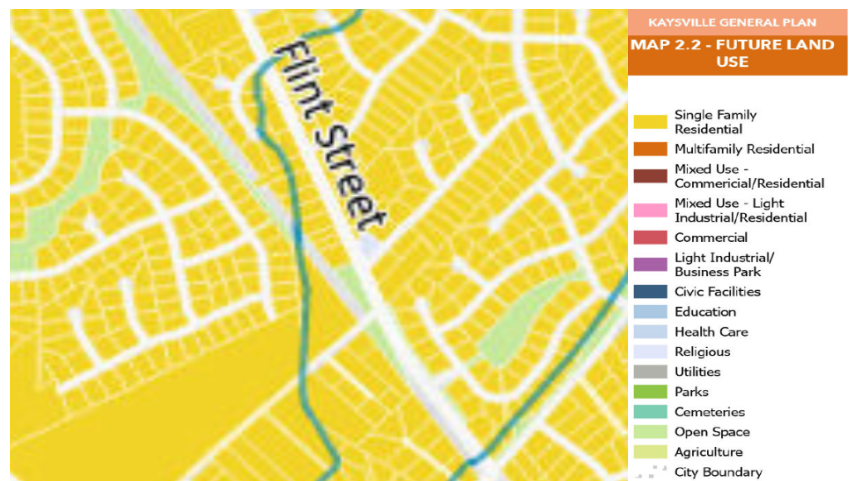 Flint Street
KAYSVILLE GENERAL PLAN
MAP 2.2 - FUTURE LAND
USE
Single Family
Residential
Multifamily Residential
Mixed Use -
Commericial/Residential
Mixed Use - Light
Industrial/Residential
Commercial
Light Industrial/
Business Park
Civic Facilities
Education
Health Care
Religious
Utilities
Parks
Cemeteries
Open Space
Agriculture
City Boundary